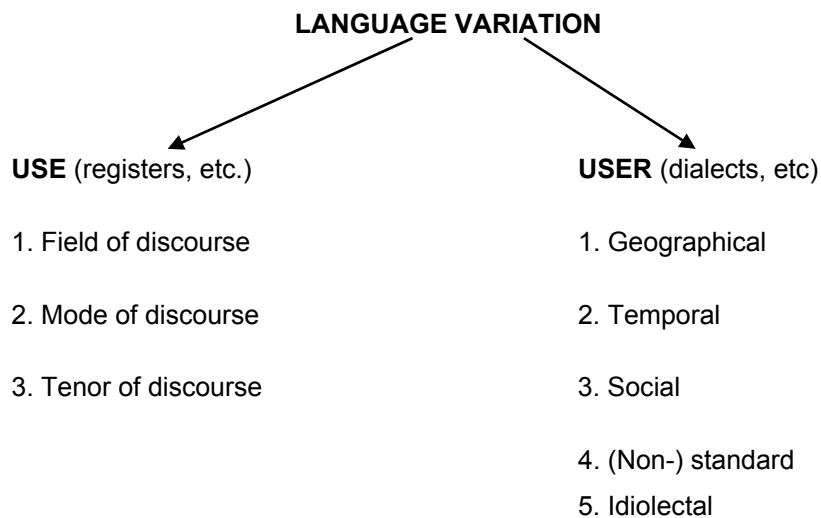 LANGUAGE VARIATION
USE (registers, etc.)
1. Field of discourse
2. Mode of discourse
3. Tenor of discourse
USER (dialects, etc)
1. Geographical
2. Temporal
3. Social
4. (Non-) standard
5. Idiolectal